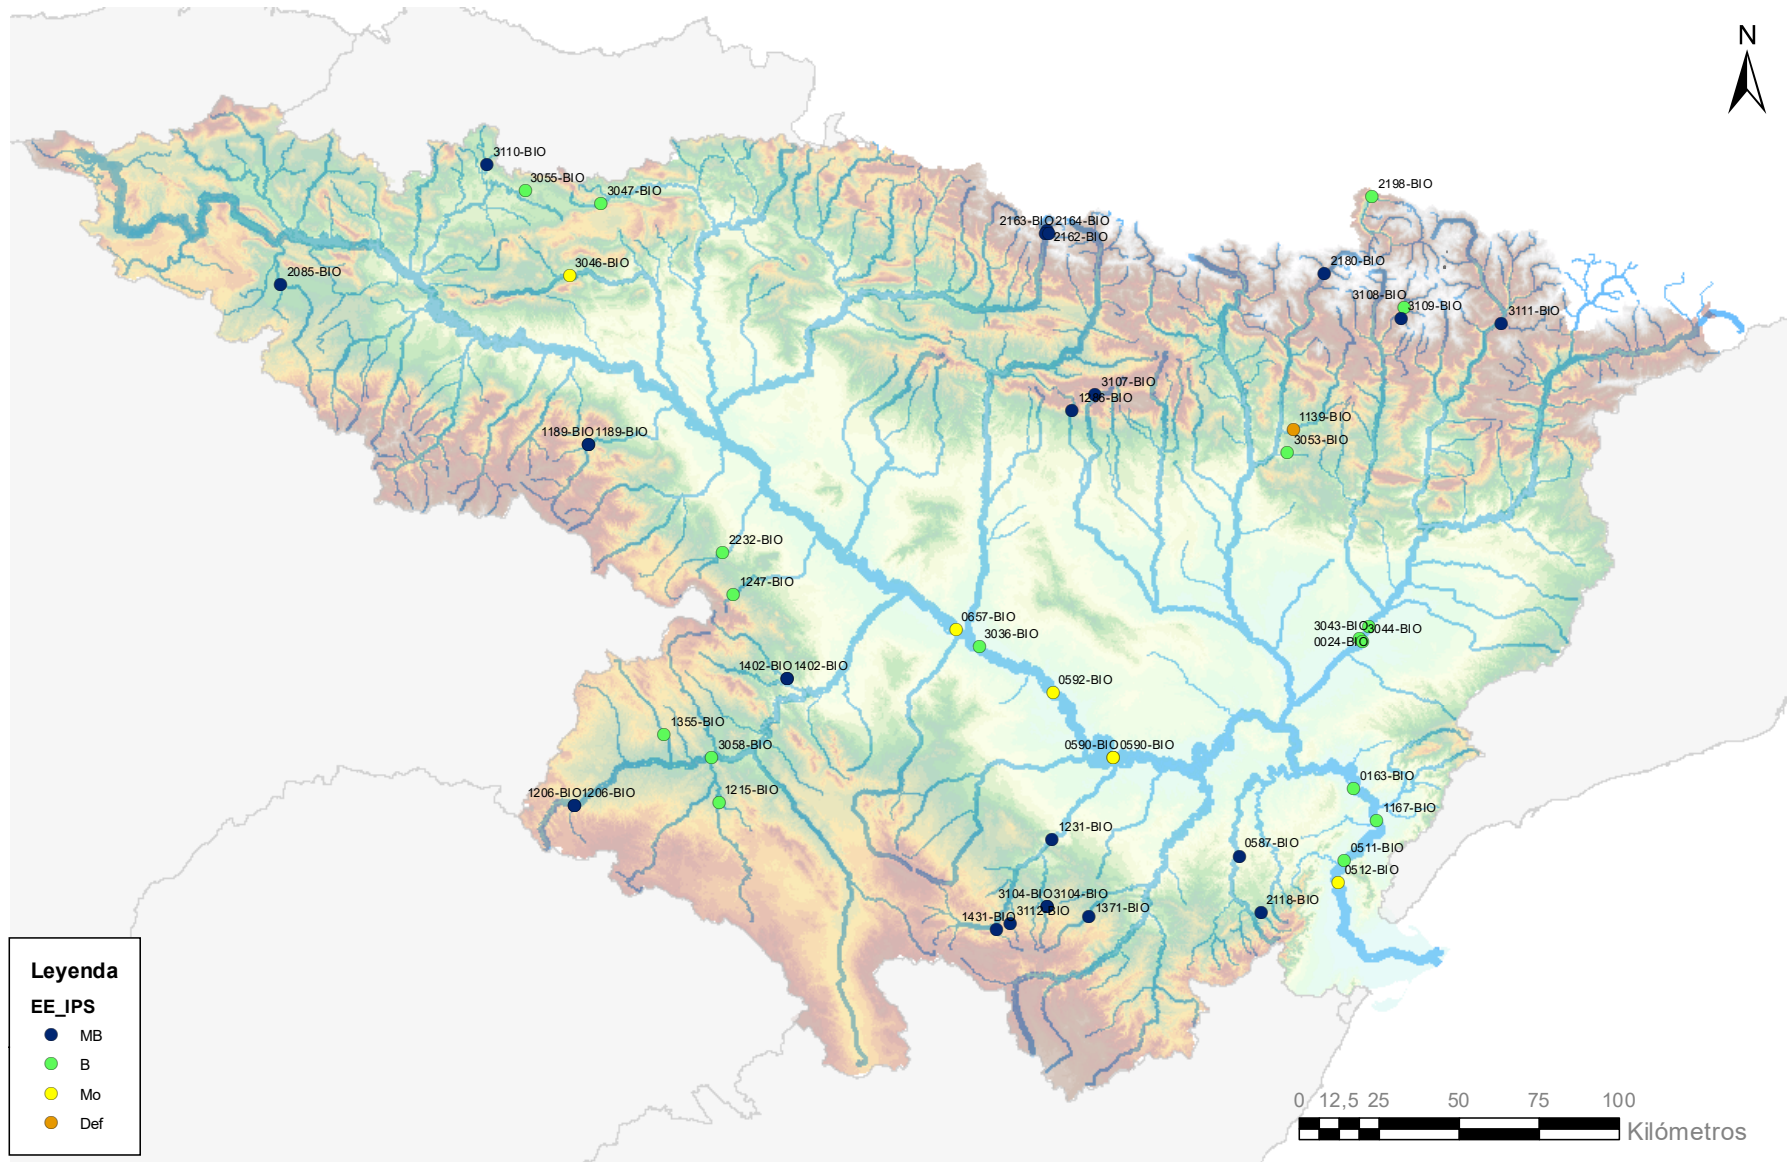 N
3110-BIO
3055-BIO
3047-BIO
2198-BIO
2163-BIO 2164-BIO
2162-BIO
3046-BIO
2180-BIO
2085-BIO
3108-BIO
3109-BIO
3111-BIO
3107-BIO
1286-BIO
1139-BIO
1189-BIO 1189-BIO
3053-BIO
2232-BIO
1247-BIO
0657-BIO
3036-BIO
3043-BIO 3044-BIO
0024-BIO
1402-BIO 1402-BIO
0592-BIO
1355-BIO
3058-BIO
0590-BIO 0590-BIO
0163-BIO
1206-BIO 1206-BIO
1215-BIO
1167-BIO
1231-BIO
0587-BIO
0511-BIO
0512-BIO
3104-BIO 3104-BIO
2118-BIO
1431-BIO 3112-BIO 1371-BIO
Leyenda
EE_IPS
MB
B
Mo
Def
0 12,5 25 50 75 100
Kilómetros